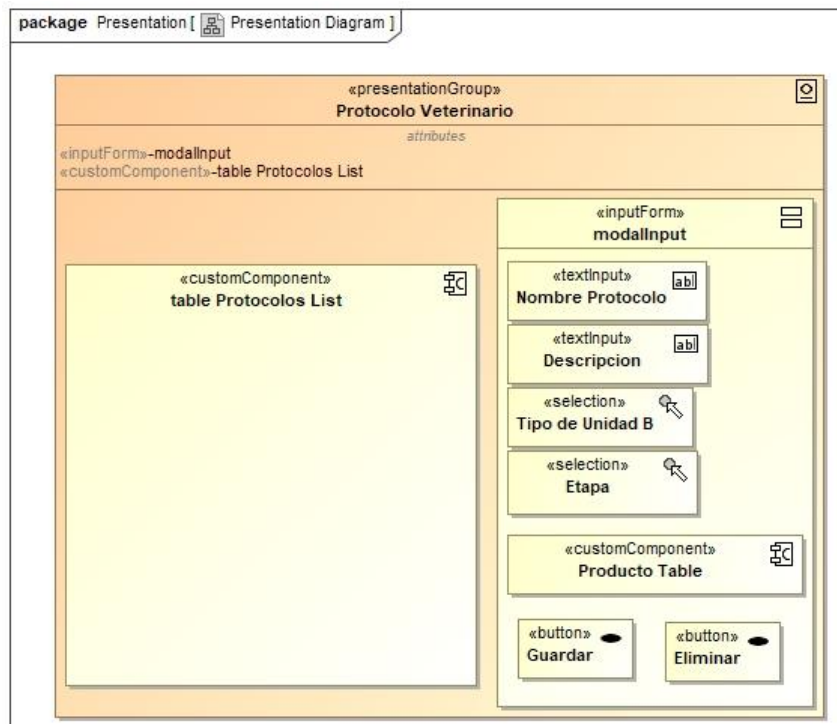 package Presentation [ Presentation Diagram ]
«presentationGroup»
Protocolo Veterinario
attributes
«inputForm»-modalInput
«customComponent»-table Protocolos List
«customComponent»
table Protocolos List
«inputForm»
modalInput
«textInput»
Nombre Protocolo
abl
«textInput»
Descripcion
abl
«selection»
Tipo de Unidad B
«selection»
Etapa
«customComponent»
Producto Table
«button»
Guardar
«button»
Eliminar